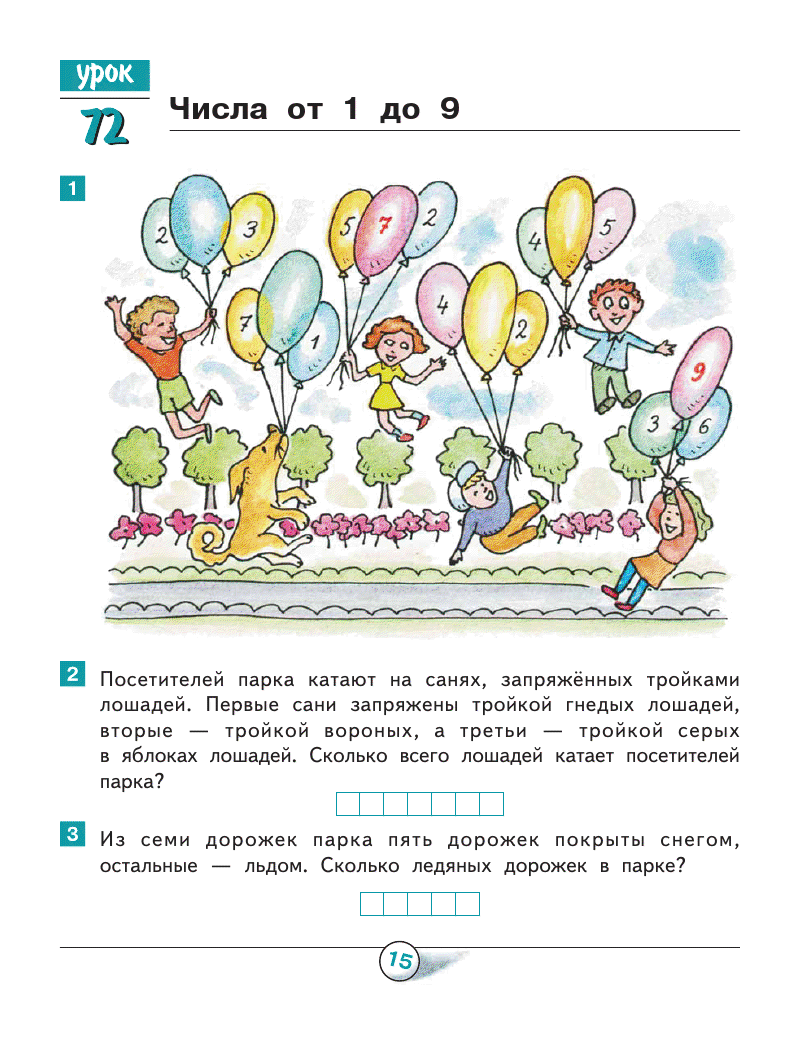 урок
72
Числа от 1 до 9
1
2 3
5 7 2
4 5
7 1
4 2
9
3 6
2
Посетителей парка катают на санях, запряжённых тройками
лошадей. Первые сани запряжены тройкой гнедых лошадей,
вторые — тройкой вороных, а третьи — тройкой серых
в яблоках лошадей. Сколько всего лошадей катает посетителей
парка?
3
Из семи дорожек парка пять дорожек покрыты снегом,
остальные — льдом. Сколько ледяных дорожек в парке?
15